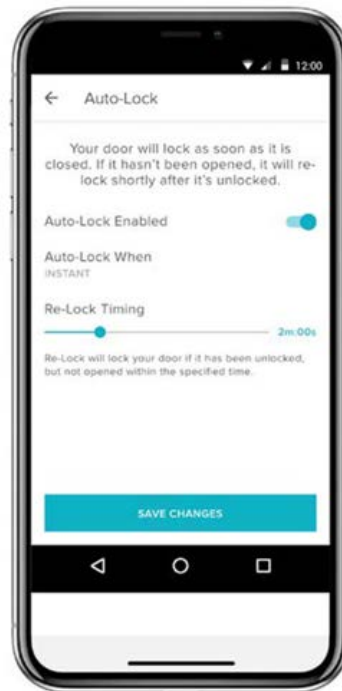 12:00
Auto-Lock
Your door will lock as soon as it is
closed. If it hasn't been opened, it will re-
lock shortly after it's unlocked.
Auto-Lock Enabled
Auto-Lock When
INSTANT
Re-Lock Timing
2m:00s
Re-Lock will lock your door if it has been unlocked,
but not opened within the specified time.
SAVE CHANGES